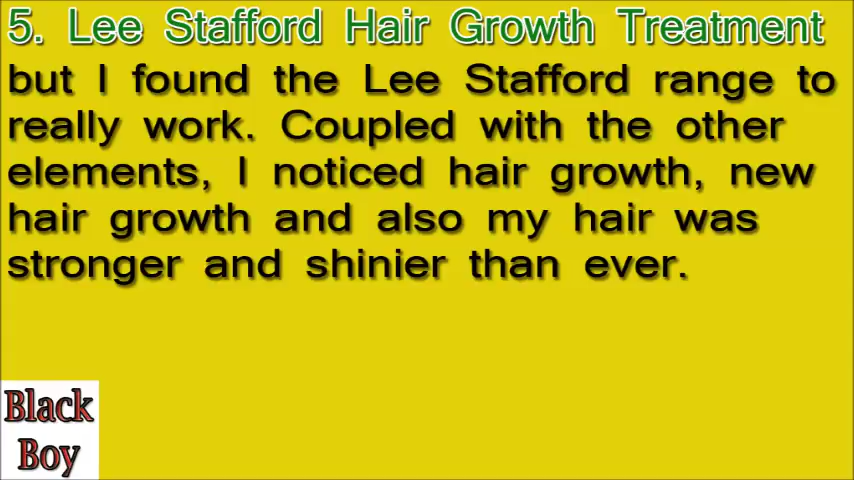 5. Lee Stafford Hair Growth Treatment
but I found the Lee Stafford range to
really work. Coupled with the other
elements, I noticed hair growth, new
hair growth and also my hair was
stronger and shinier than ever.
Black
Boy